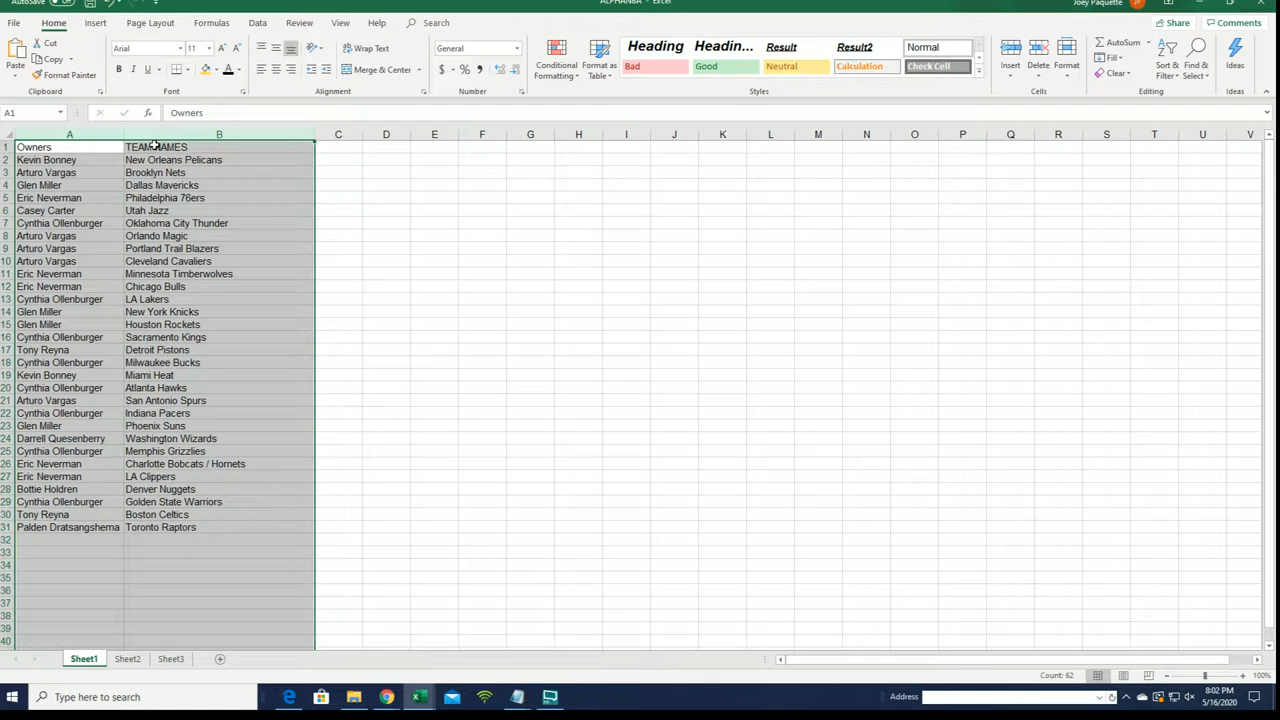 AutoSave Off ALPHANBA - Excel Joey Paquette JP
File Home Insert Page Layout Formulas Data Review View Help Search Share Comments
Paste Cut Copy Format Painter Clipboard
Arial 11 A A B I U A Font
Wrap Text Merge & Center Alignment
General $ % Number
Conditional Formatting Format as Table
Heading Headin... Result Result2 Normal
Bad Good Neutral Calculation Check Cell
Styles
Insert Delete Format Cells
AutoSum Fill Clear Sort & Filter Find & Select Editing
Ideas Ideas
A1 fx Owners
A B C D E F G H I J K L M N O P Q R S T U V
1 Owners
2 Kevin Bonney New Orleans Pelicans
3 Arturo Vargas Brooklyn Nets
4 Glen Miller Dallas Mavericks
5 Eric Neverman Philadelphia 76ers
6 Casey Carter Utah Jazz
7 Cynthia Ollenburger Oklahoma City Thunder
8 Arturo Vargas Orlando Magic
9 Arturo Vargas Portland Trail Blazers
10 Arturo Vargas Cleveland Cavaliers
11 Eric Neverman Minnesota Timberwolves
12 Eric Neverman Chicago Bulls
13 Cynthia Ollenburger LA Lakers
14 Glen Miller New York Knicks
15 Glen Miller Houston Rockets
16 Cynthia Ollenburger Sacramento Kings
17 Tony Reyna Detroit Pistons
18 Cynthia Ollenburger Milwaukee Bucks
19 Kevin Bonney Miami Heat
20 Cynthia Ollenburger Atlanta Hawks
21 Arturo Vargas San Antonio Spurs
22 Cynthia Ollenburger Indiana Pacers
23 Glen Miller Phoenix Suns
24 Darrell Quesenberry Washington Wizards
25 Cynthia Ollenburger Memphis Grizzlies
26 Eric Neverman Charlotte Bobcats / Hornets
27 Eric Neverman LA Clippers
28 Bottie Holdren Denver Nuggets
29 Cynthia Ollenburger Golden State Warriors
30 Tony Reyna Boston Celtics
31 Palden Dratsangshema Toronto Raptors
32
33
34
35
36
37
38
39
40
Sheet1 Sheet2 Sheet3
Count: 62 100%
Type here to search Address 8:02 PM
5/16/2020